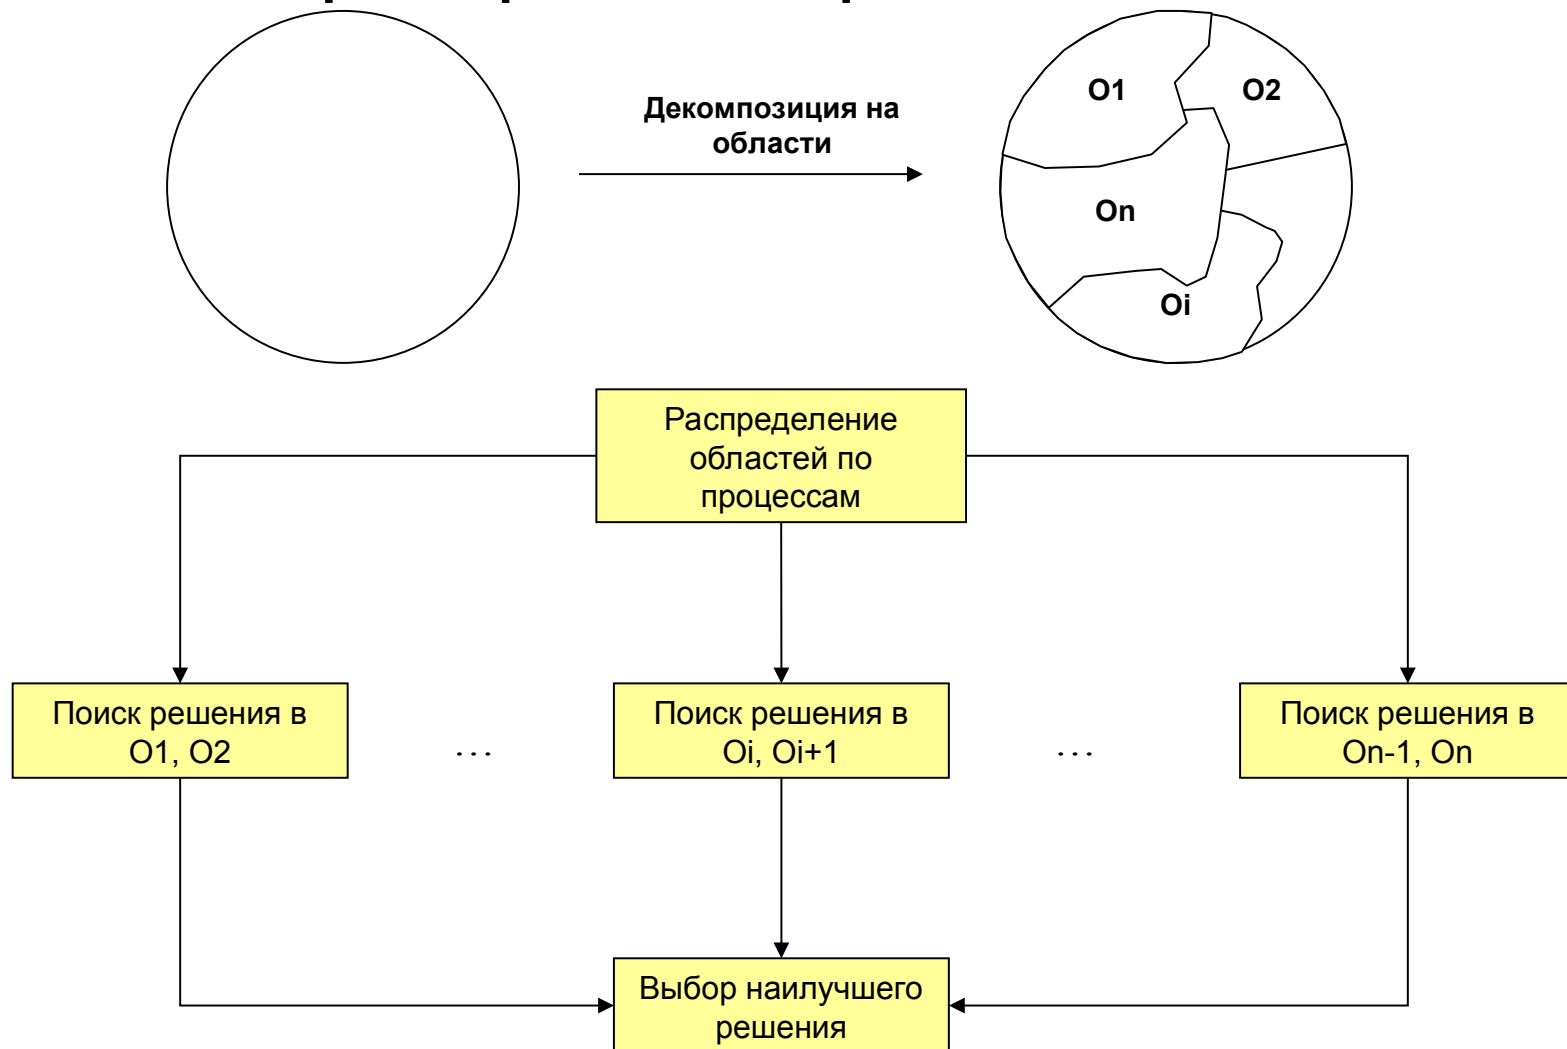 Декомпозиция на
области
O1
O2
On
Oi
Распределение
областей по
процессам
Поиск решения в
O1, O2
...
Поиск решения в
Oi, Oi+1
...
Поиск решения в
On-1, On
Выбор наилучшего
решения